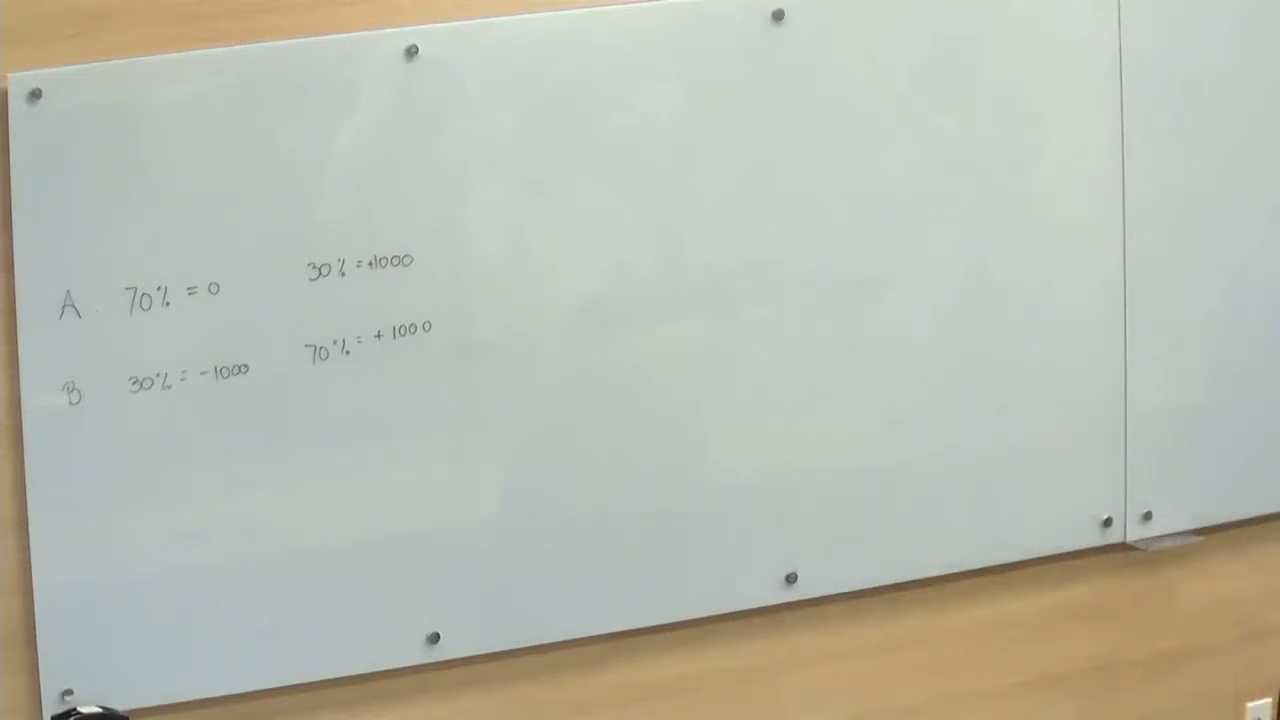 A 70% = 0 30% = +1000
B 30% = -1000 70% = + 1000